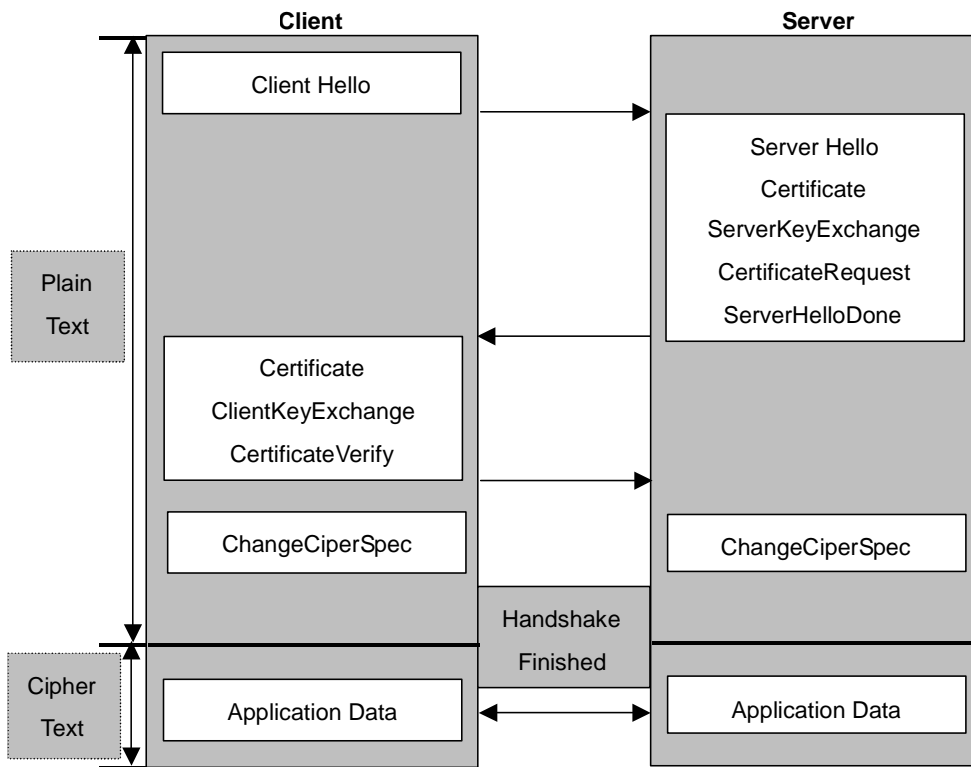 Client
Server
Client Hello
Server Hello
Certificate
ServerKeyExchange
CertificateRequest
ServerHelloDone
Plain
Text
Certificate
ClientKeyExchange
CertificateVerify
ChangeCiperSpec
ChangeCiperSpec
Handshake
Finished
Cipher
Text
Application Data
Application Data